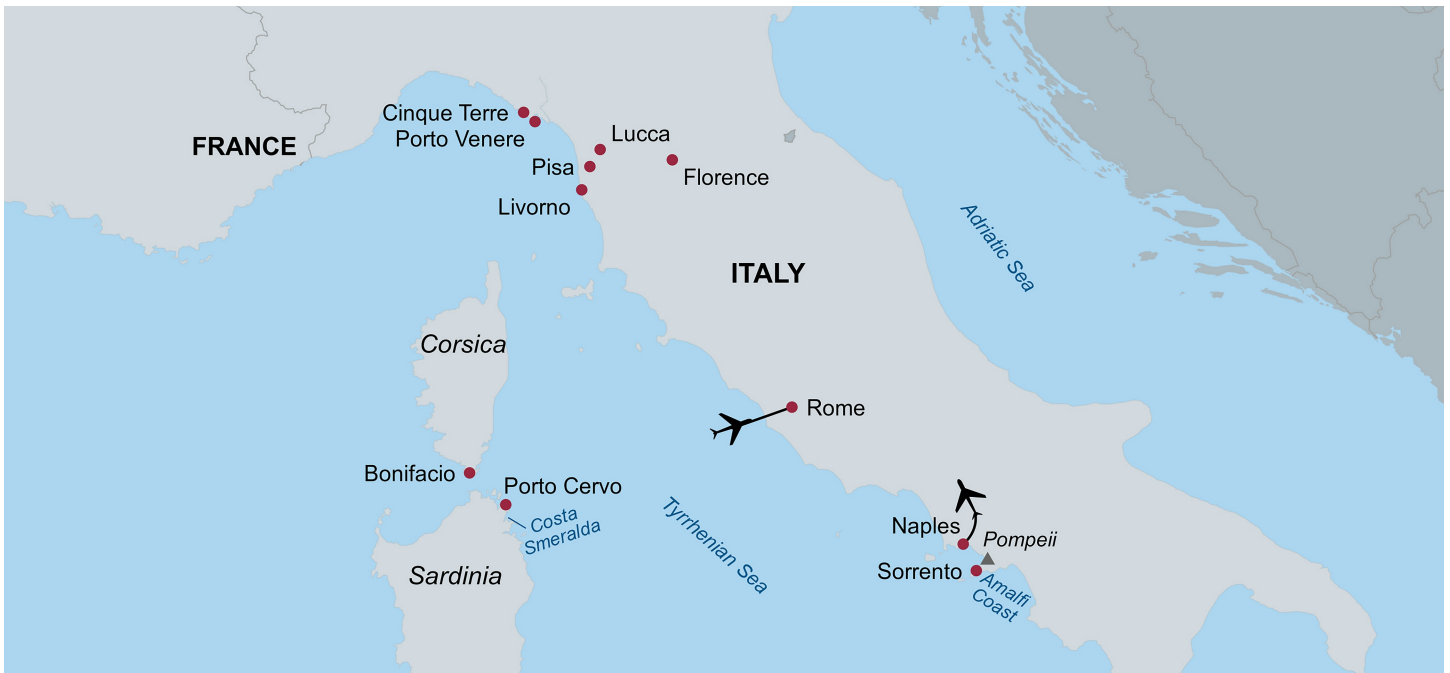 Cinque Terre
Porto Venere
FRANCE
Lucca
Pisa
Florence
Livorno
Adriatic Sea
ITALY
Corsica
Rome
Bonifacio
Porto Cervo
Costa
Smeralda
Tyrrhenian Sea
Naples
Pompeii
Sardinia
Sorrento
Amalfi
Coast